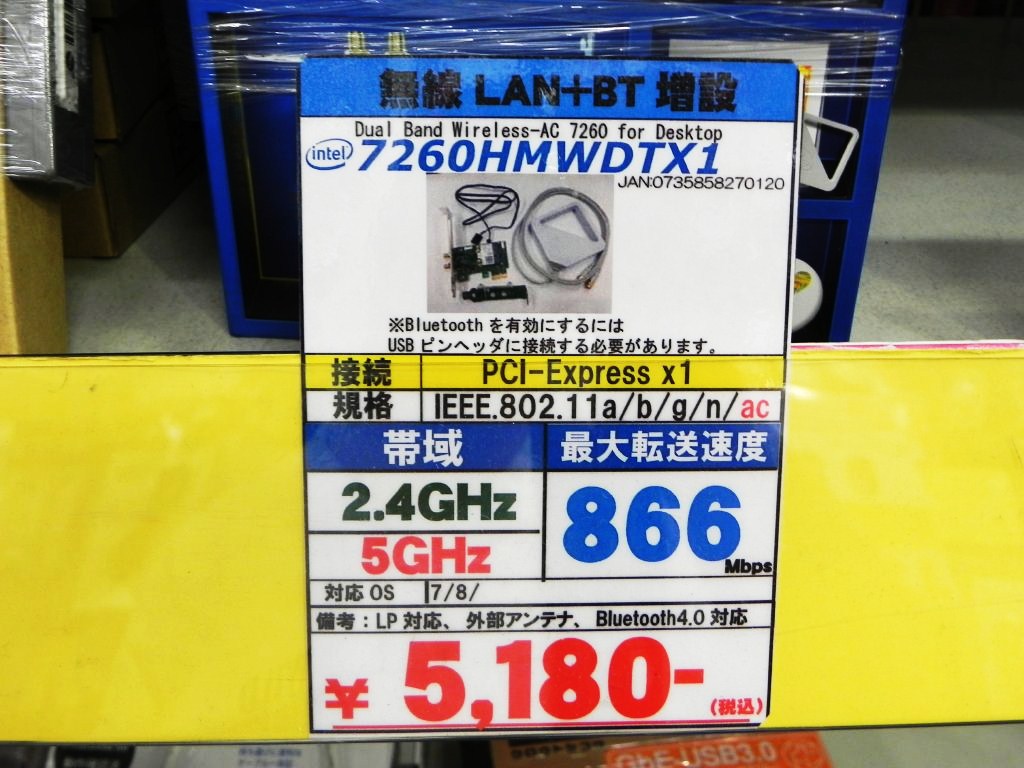 無線 LAN+BT 増設
Dual Band Wireless-AC 7260 for Desktop
intel 7260HMWDTX1
JAN:0735858270120
※Bluetooth を有効にするには
USB ピンヘッダに接続する必要があります。
接続 PCI-Express x1
規格 IEEE.802.11a/b/g/n/ac
帯域 最大転送速度
2.4GHz
5GHz
866 Mbps
対応 OS 7/8/
備考：LP 対応、 外部アンテナ、 Bluetooth4.0 対応
¥ 5,180- (税込)
GbE-USB3.0